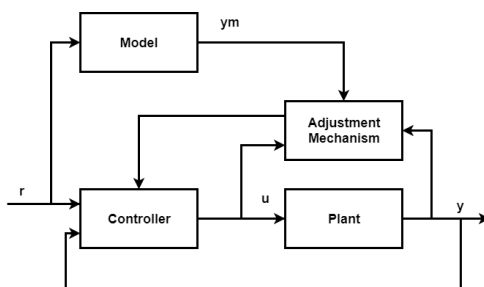 ym
Model
Adjustment
Mechanism
r
Controller
u
Plant
y